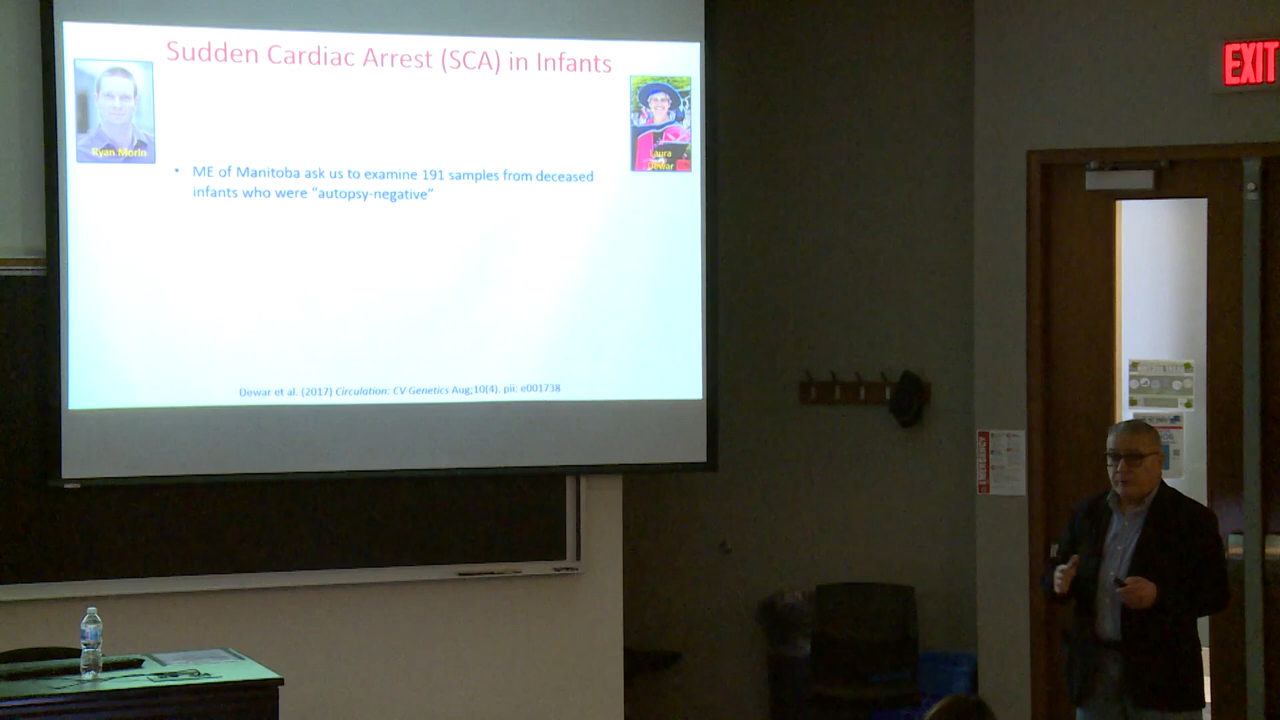 Sudden Cardiac Arrest (SCA) in Infants
Ryan Morin
Laura
Dewar
• ME of Manitoba ask us to examine 191 samples from deceased
infants who were “autopsy-negative”
Dewar et al. (2017) Circulation: CV Genetics Aug;10(4). pii: e001738
EXIT